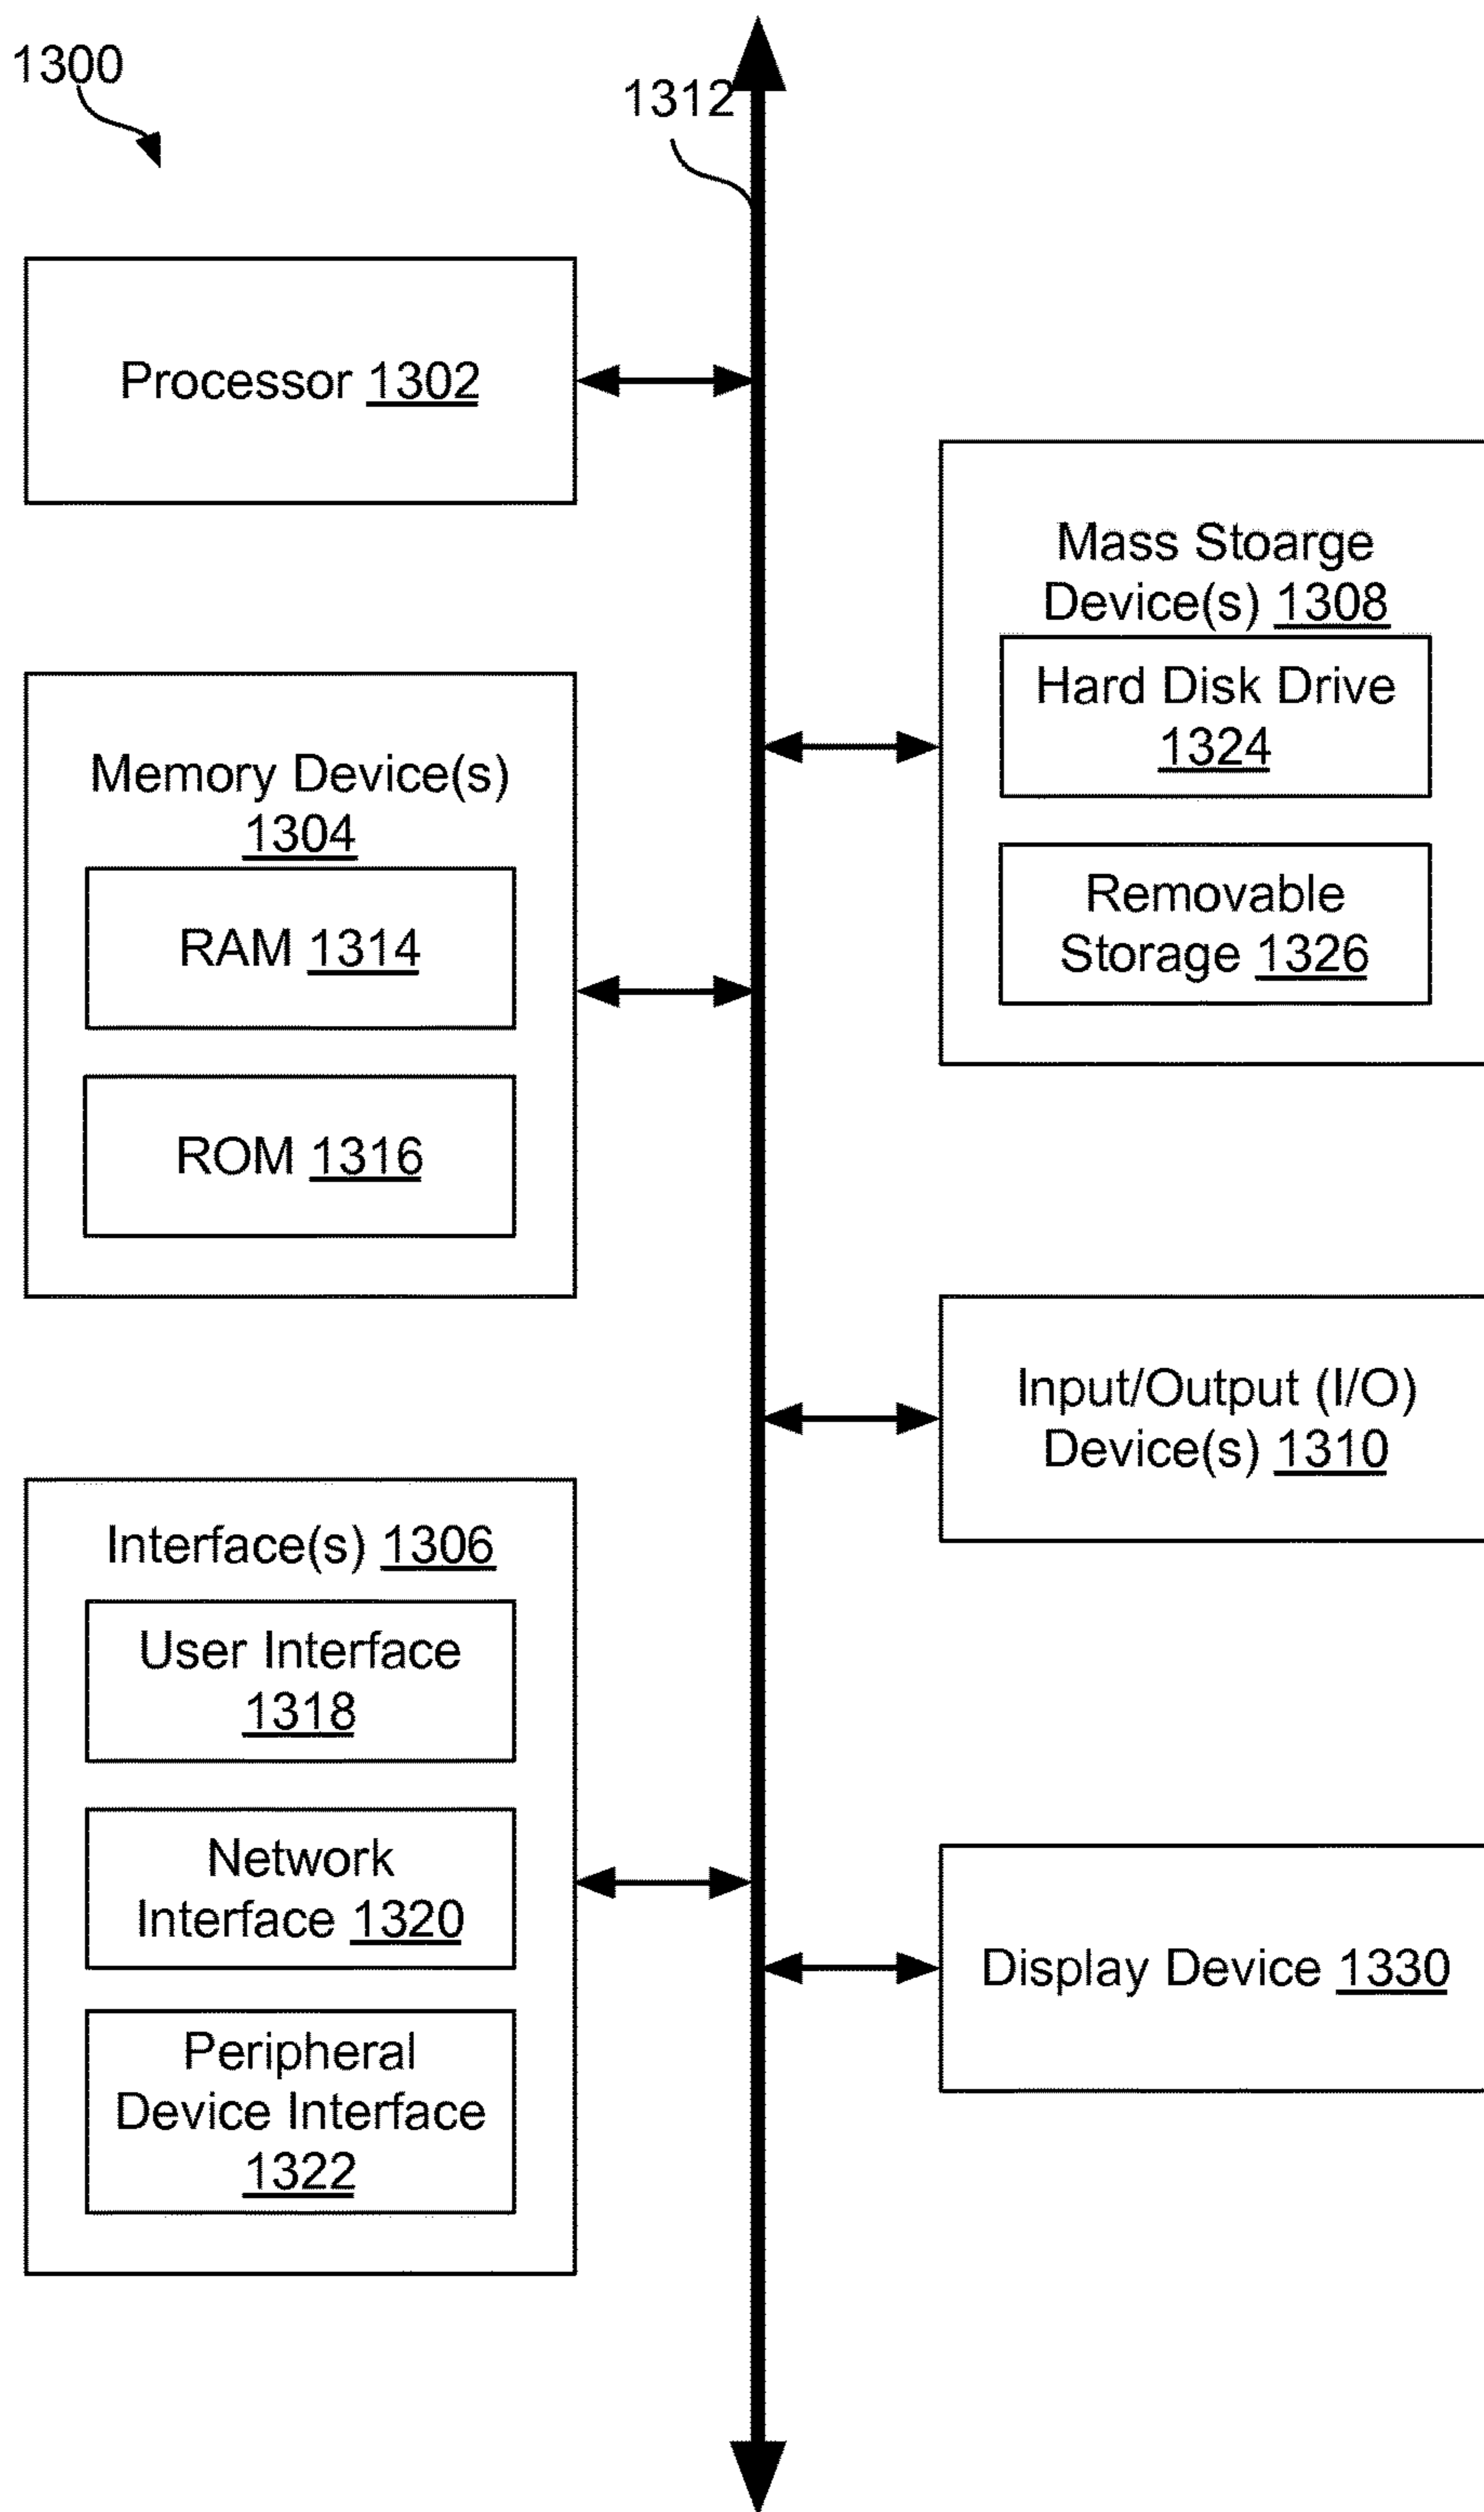 1300
1312
Processor 1302
Mass Stoarge
Device(s) 1308
Hard Disk Drive
1324
Removable
Storage 1326
Memory Device(s)
1304
RAM 1314
ROM 1316
Input/Output (I/O)
Device(s) 1310
Interface(s) 1306
User Interface
1318
Network
Interface 1320
Peripheral
Device Interface
1322
Display Device 1330